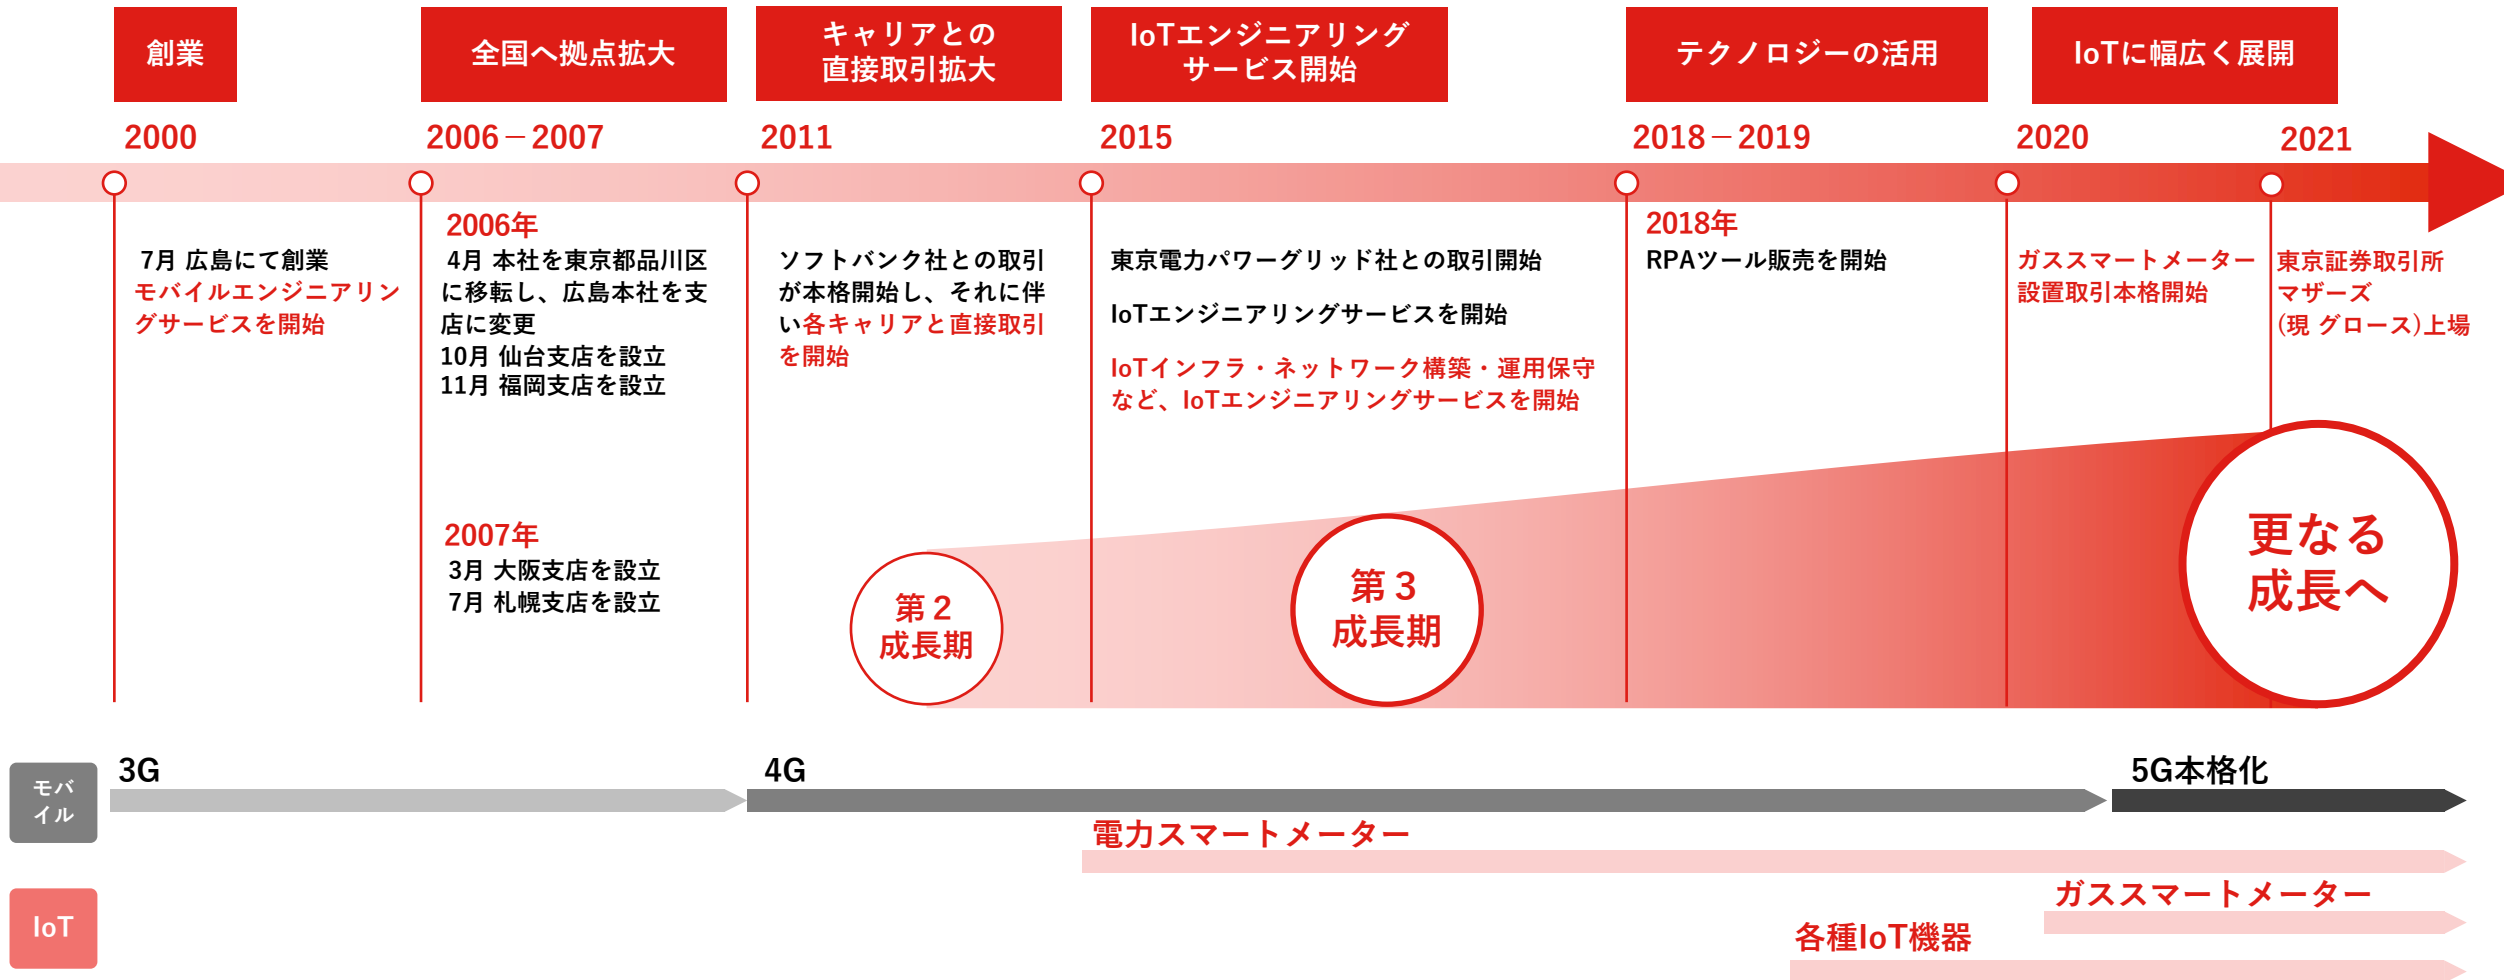 創業
全国へ拠点拡大
キャリアとの
直接取引拡大
IoTエンジニアリング
サービス開始
テクノロジーの活用
IoTに幅広く展開
2000
2006－2007
2011
2015
2018－2019
2020
2021
7月 広島にて創業
モバイルエンジニアリン
グサービスを開始
2006年
4月 本社を東京都品川区
に移転し、広島本社を支
店に変更
10月 仙台支店を設立
11月 福岡支店を設立
2007年
3月 大阪支店を設立
7月 札幌支店を設立
ソフトバンク社との取引
が本格開始し、それに伴
い各キャリアと直接取引
を開始
東京電力パワーグリッド社との取引開始
IoTエンジニアリングサービスを開始
IoTインフラ・ネットワーク構築・運用保守
など、IoTエンジニアリングサービスを開始
2018年
RPAツール販売を開始
ガススマートメーター
設置取引本格開始
東京証券取引所
マザーズ
(現 グロース)上場
第２
成長期
第３
成長期
更なる
成長へ
モバ
イル
3G
4G
5G本格化
電力スマートメーター
IoT
ガススマートメーター
各種IoT機器